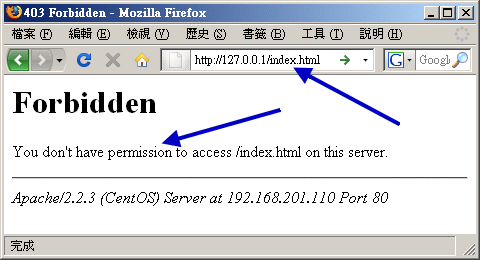 403 Forbidden - Mozilla Firefox
檔案 (F) 編輯 (E) 檢視 (V) 歷史 (S) 書籤 (B) 工具 (T) 說明 (H)
http://127.0.0.1/index.html Googl
Forbidden
You don't have permission to access /index.html on this server.
Apache/2.2.3 (CentOS) Server at 192.168.201.110 Port 80
完成